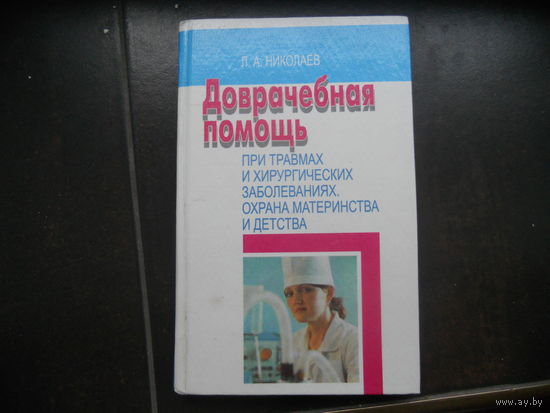 Л. А. НИКОЛАЕВ
Доврачебная
помощь
ПРИ ТРАВМАХ
И ХИРУРГИЧЕСКИХ
ЗАБОЛЕВАНИЯХ.
ОХРАНА МАТЕРИНСТВА
И ДЕТСТВА
www.ay.by